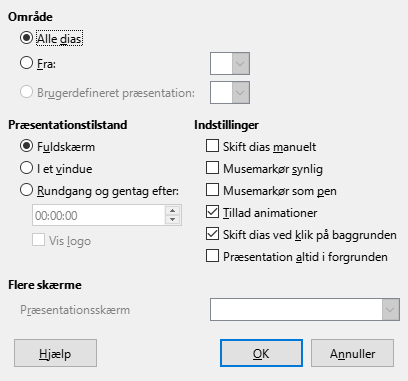 Område
Alle dias
Fra:
Brugerdefineret præsentation:
Præsentationstilstand
Fuldskærm
I et vindue
Rundgang og gentag efter:
00:00:00
Vis logo
Indstillinger
Skift dias manuelt
Musemarkør synlig
Musemarkør som pen
Tillad animationer
Skift dias ved klik på baggrunden
Præsentation altid i forgrunden
Flere skærme
Præsentationsskærm
Hjælp
OK
Annuller